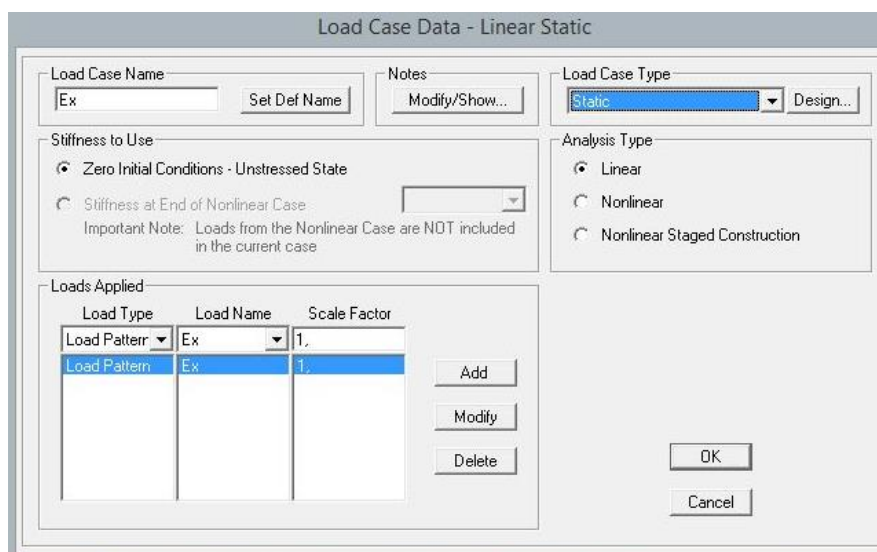 Load Case Data - Linear Static
Load Case Name
Ex
Set Def Name
Notes
Modify/Show...
Load Case Type
Static
Design...
Stiffness to Use
Zero Initial Conditions - Unstressed State
Stiffness at End of Nonlinear Case
Important Note: Loads from the Nonlinear Case are NOT included
in the current case
Analysis Type
Linear
Nonlinear
Nonlinear Staged Construction
Loads Applied
Load Type Load Name Scale Factor
Load Pattern Ex 1,
Load Pattern Ex 1,
Add
Modify
Delete
OK
Cancel